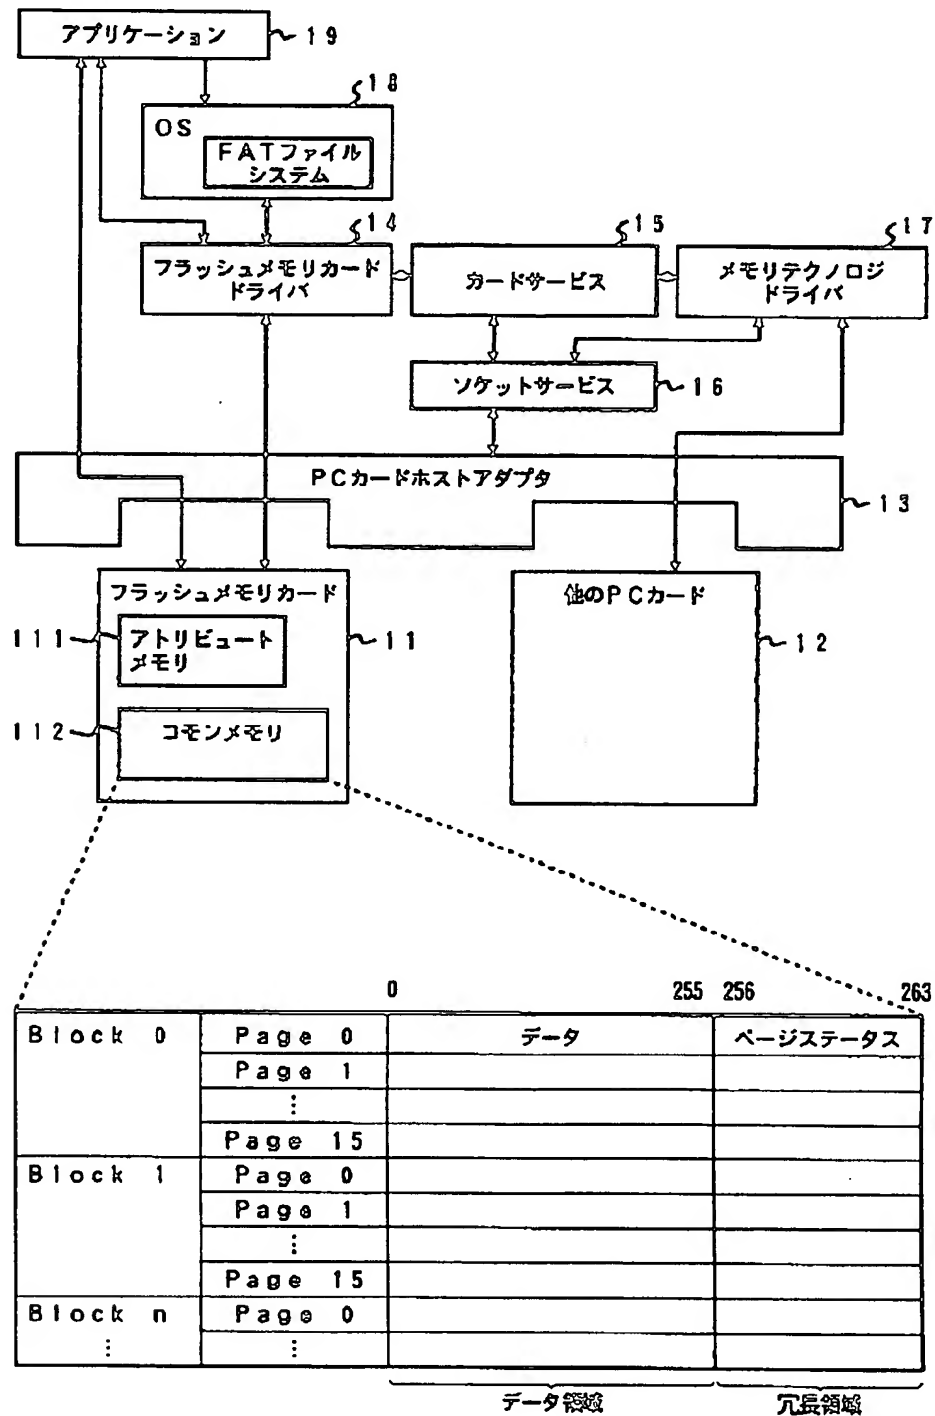 アプリケーション
19
18
OS
FATファイル
システム
14
15
17
フラッシュメモリカード
ドライバ
カードサービス
メモリテクノロジ
ドライバ
ソケットサービス
16
PCカードホストアダプタ
13
フラッシュメモリカード
他のPCカード
111
アトリビュート
メモリ
11
12
112
コモンメモリ
0 255 256 263
Block 0 Page 0 データ ページステータス
Page 1
⋮
Page 15
Block 1 Page 0
Page 1
⋮
Page 15
Block n Page 0
⋮ ⋮
データ領域 冗長領域